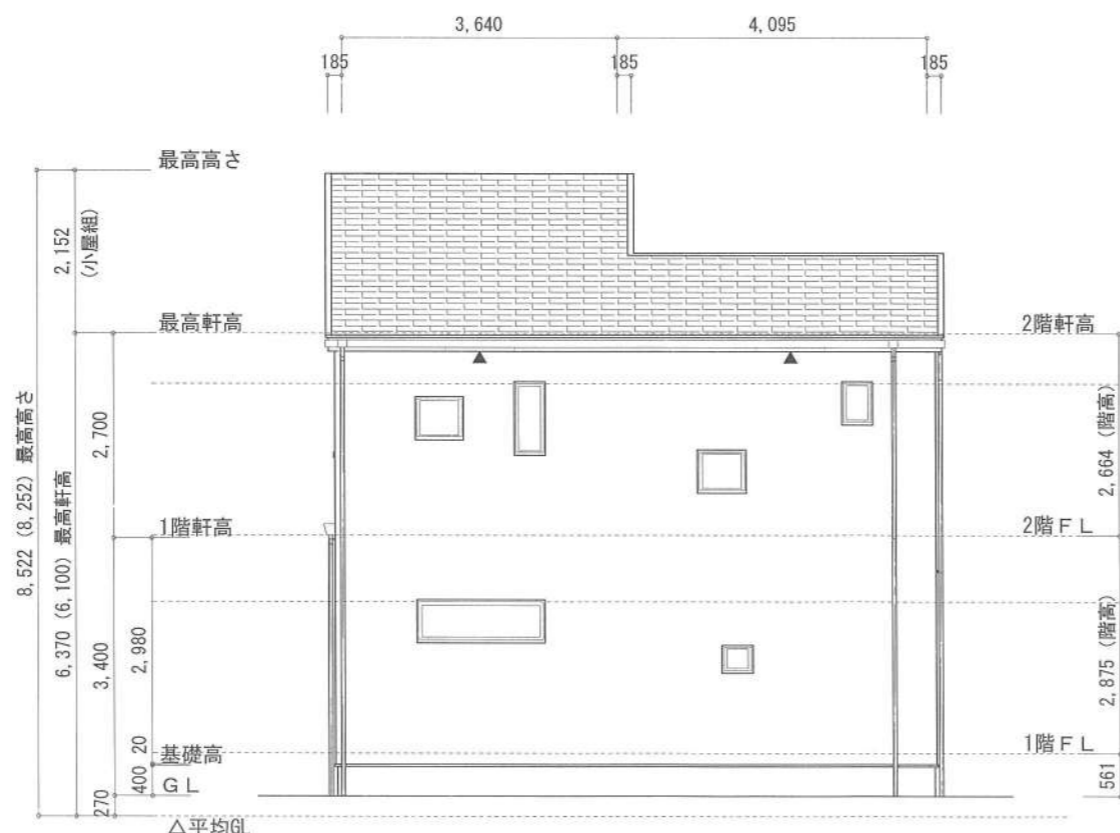 3,640
4,095
185
185
185
最高高さ
2,152
(小屋組)
最高軒高
2階軒高
2,700
2,664 (階高)
8,522 (8,252) 最高高さ
6,370 (6,100) 最高軒高
1階軒高
2階FL
3,400
2,980
2,875 (階高)
20
基礎高
1階FL
400
GL
561
270
△平均GL